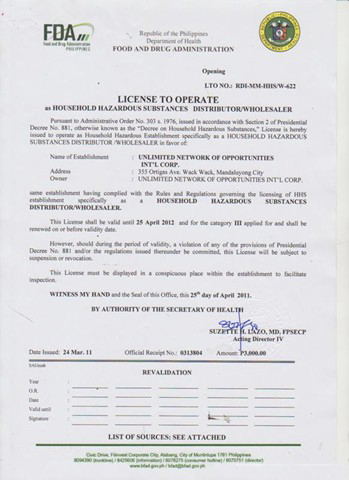 FDA
Food and Drug Administration
PHILIPPINES
Republic of the Philippines
Department of Health
FOOD AND DRUG ADMINISTRATION
Opening
LTO NO.: RDI-MM-HHS/W-622
LICENSE TO OPERATE
as HOUSEHOLD HAZARDOUS SUBSTANCES DISTRIBUTOR/WHOLESALER
Pursuant to Administrative Order No. 303 s. 1976, issued in accordance with Section 2 of Presidential
Decree No. 881, otherwise known as the "Decree on Household Hazardous Substances," License is hereby
issued to operate as Household Hazardous Establishment specifically as a HOUSEHOLD HAZARDOUS
DISTRIBUTOR /WHOLESALER in favor of:
Name of Establishment : UNLIMITED NETWORK OF OPPORTUNITIES
INT'L CORP.
Address : 355 Ortigas Ave. Wack Wack, Mandaluyong City
Owner : UNLIMITED NETWORK OF OPPORTUNITIES INT'L CORP.
same establishment having complied with the Rules and Regulations governing the licensing of HHS
establishment specifically as a HOUSEHOLD HAZARDOUS SUBSTANCES
DISTRIBUTOR/WHOLESALER.
This License shall be valid until 25 April 2012 and for the category III applied for and shall be
renewed on or before validity date.
However, should during the period of validity, a violation of any of the provisions of Presidential
Decree No. 881 and/or the regulations issued thereunder be committed, this License will be subject to
suspension or revocation.
This License must be displayed in a conspicuous place within the establishment to facilitate
inspection.
WITNESS MY HAND and the Seal of this Office, this 25th day of April 2011.
BY AUTHORITY OF THE SECRETARY OF HEALTH
SUZETTE H. LAZO, MD, FPSECP
Acting Director IV
Date Issued: 24 Mar. 11 Official Receipt No.: 0313804 Amount: P3,000.00
REVALIDATION
Year :
O.R. :
Date :
Valid until :
Signature :
LIST OF SOURCES: SEE ATTACHED
Civic Drive, Filinvest Corporate City, Alabang, City of Muntinlupa 1781 Philippines
www.bfad.gov.ph / bfad@bfad.gov.ph